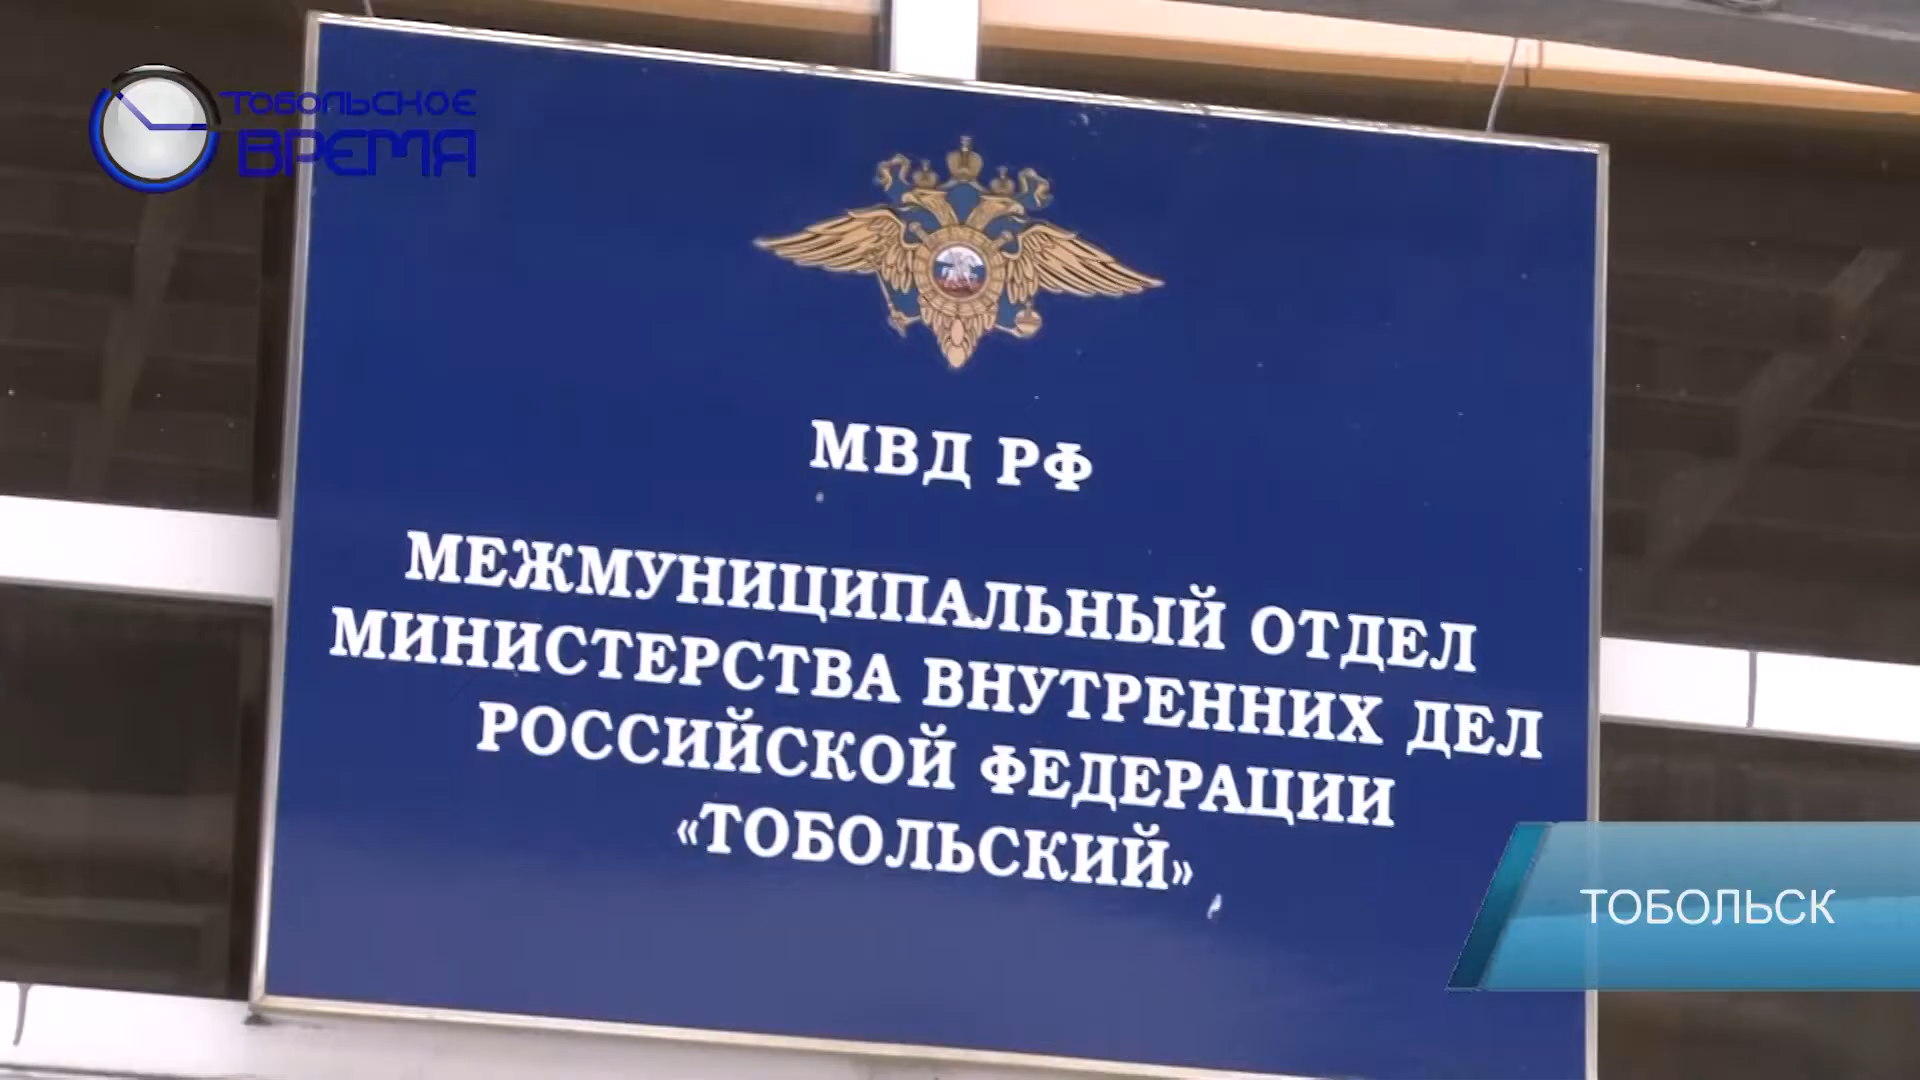 ТОБОЛЬСКОЕ
ВРЕМЯ
МВД РФ
МЕЖМУНИЦИПАЛЬНЫЙ ОТДЕЛ
МИНИСТЕРСТВА ВНУТРЕННИХ ДЕЛ
РОССИЙСКОЙ ФЕДЕРАЦИИ
«ТОБОЛЬСКИЙ»
ТОБОЛЬСК